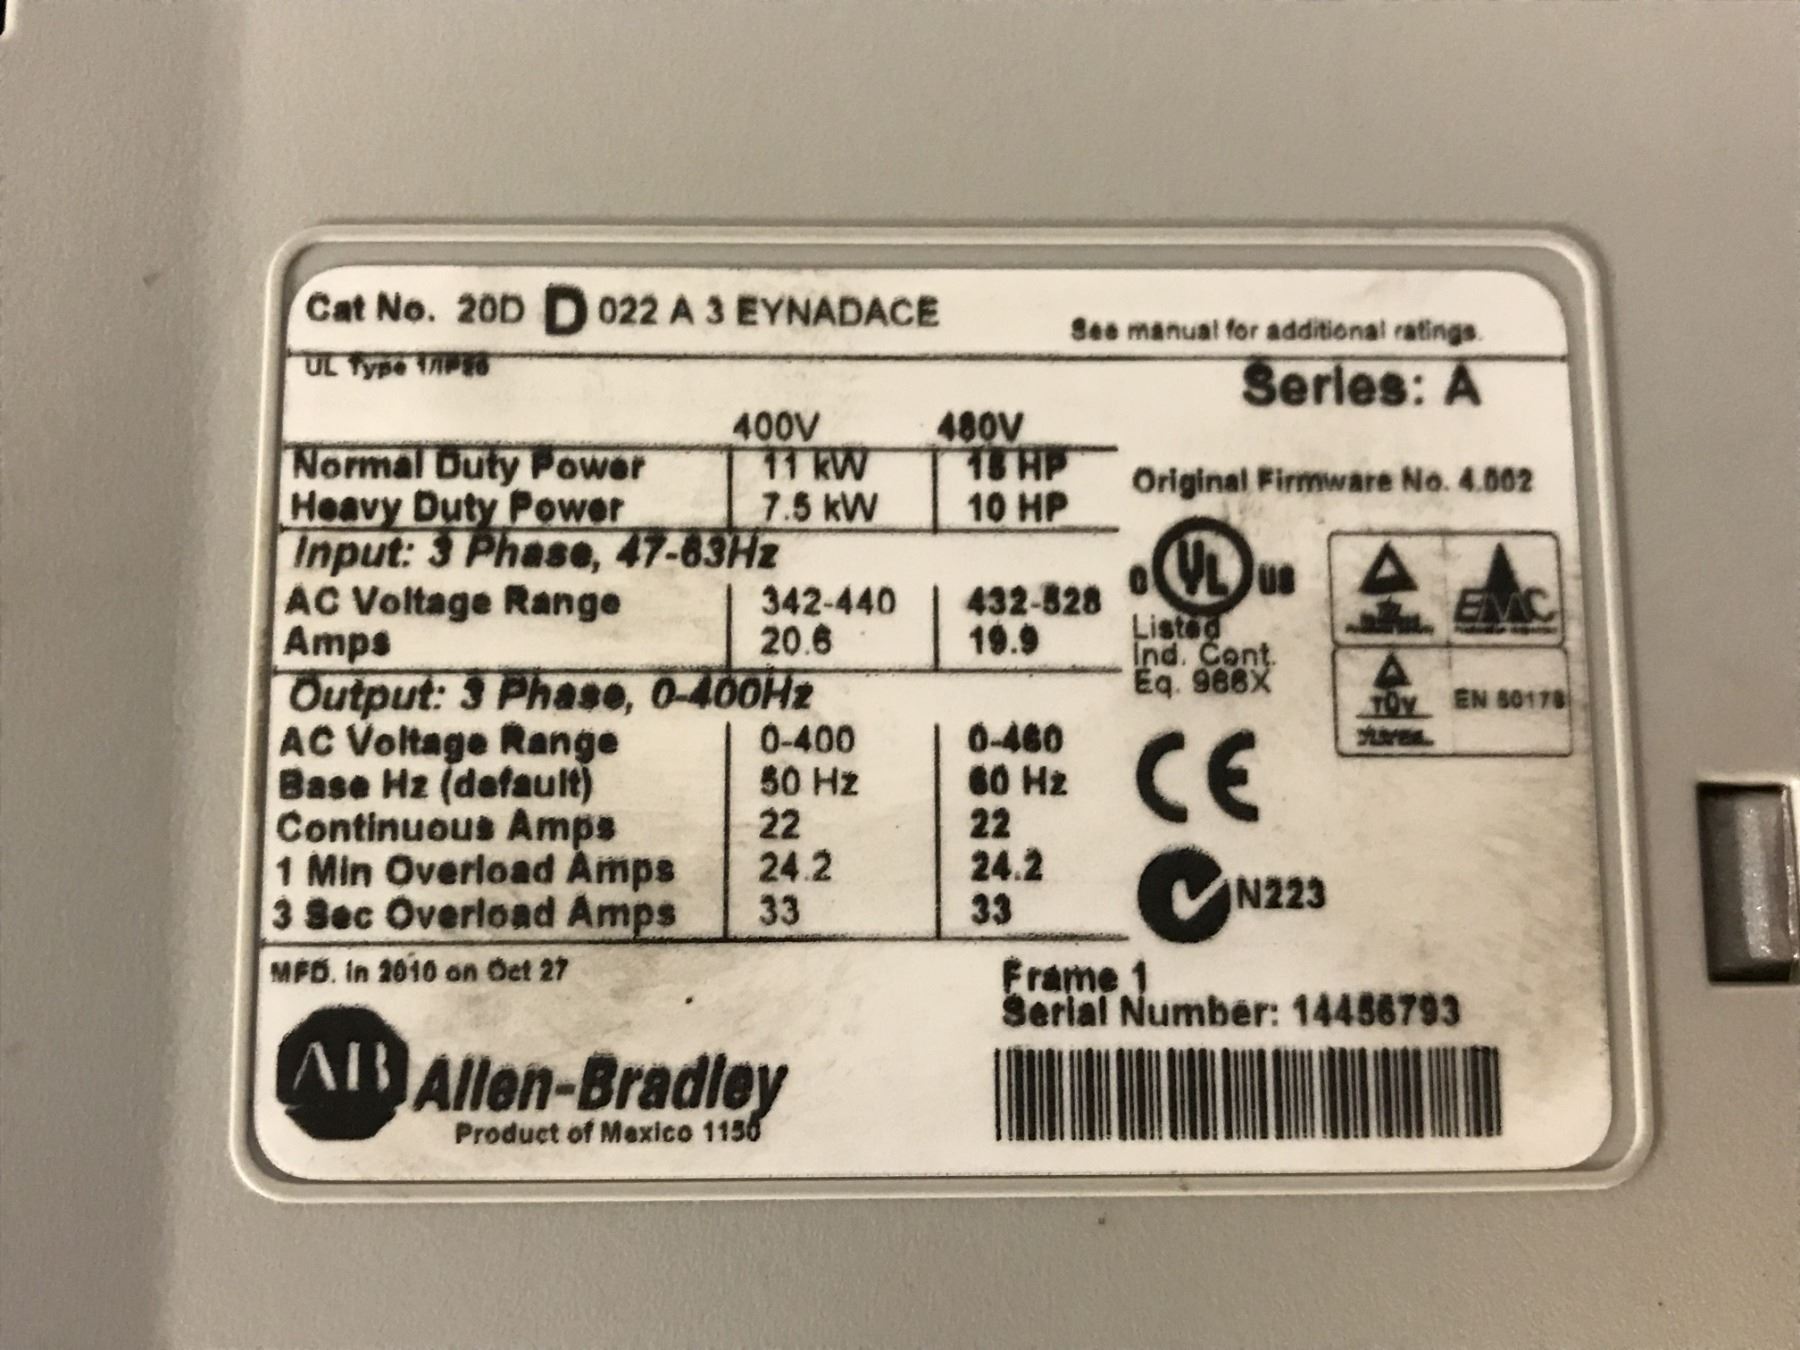 Cat No. 20D D 022 A 3 EYNADACE
See manual for additional ratings.
UL Type 1/IP20
Series: A
400V 480V
Normal Duty Power 11 kW 15 HP
Heavy Duty Power 7.5 kW 10 HP
Original Firmware No. 4.002
Input: 3 Phase, 47-63Hz
AC Voltage Range 342-440 432-528
Amps 20.6 19.9
Output: 3 Phase, 0-400Hz
AC Voltage Range 0-400 0-460
Base Hz (default) 50 Hz 60 Hz
Continuous Amps 22 22
1 Min Overload Amps 24.2 24.2
3 Sec Overload Amps 33 33
C UL US
Listed
Ind. Cont.
Eq. 966X
EMC
TÜV
EN 50178
CE
N223
MFD. in 2010 on Oct 27
Frame 1
Serial Number: 14456793
AB Allen-Bradley
Product of Mexico 1150